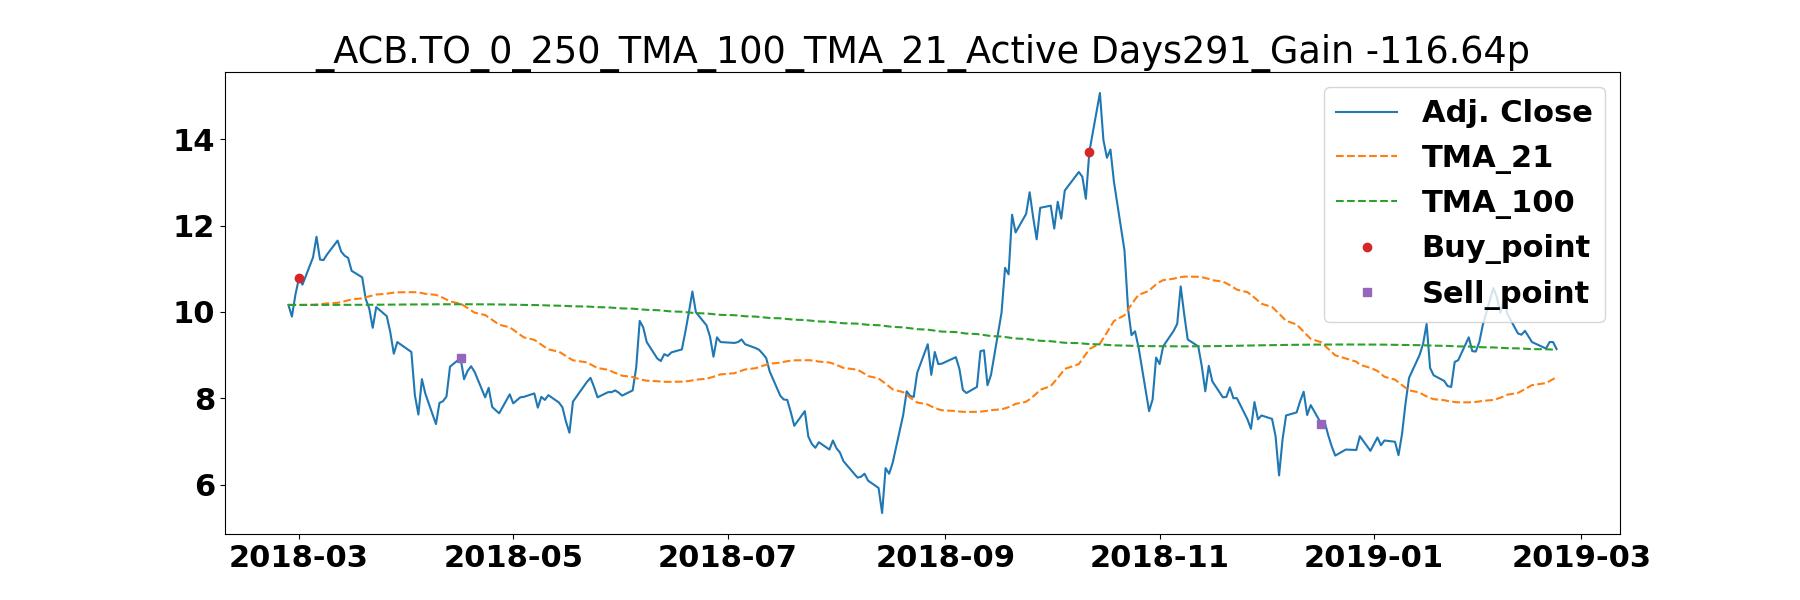 _ACB.TO_0_250_TMA_100_TMA_21_Active Days291_Gain -116.64p
Adj. Close
TMA_21
TMA_100
Buy_point
Sell_point
14
12
10
8
6
2018-03 2018-05 2018-07 2018-09 2018-11 2019-01 2019-03